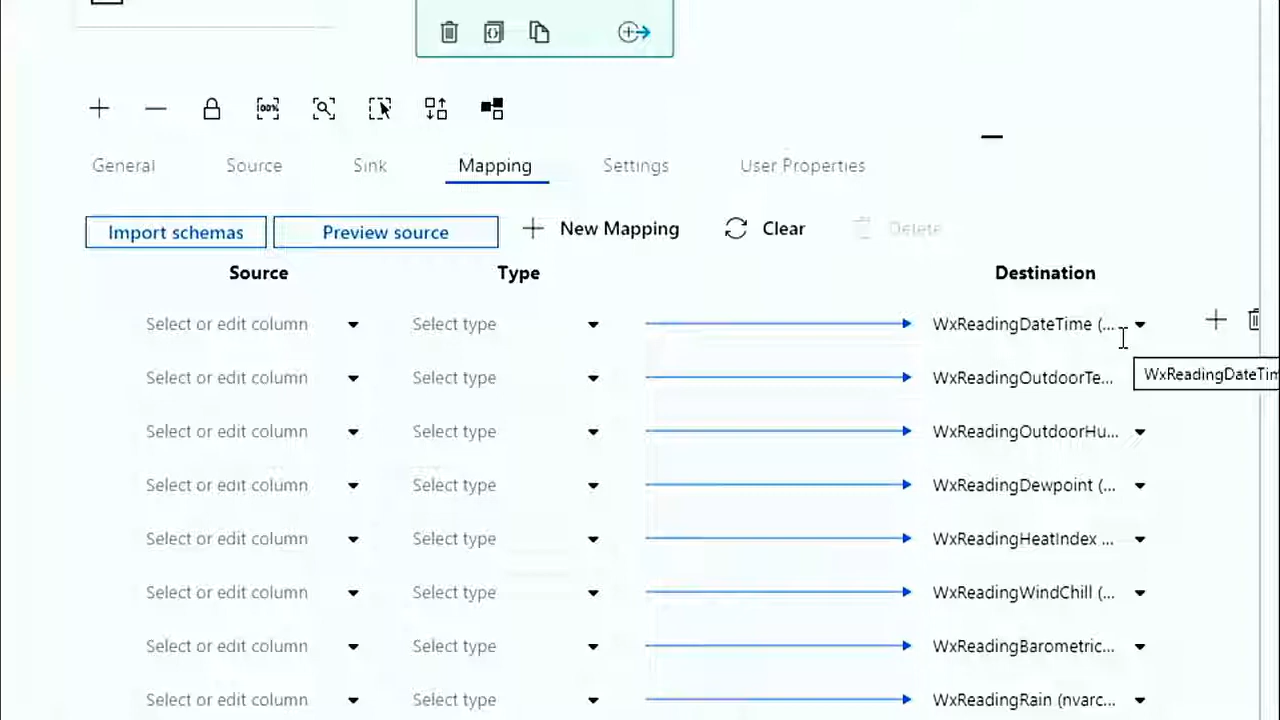 General Source Sink Mapping Settings User Properties
Import schemas Preview source New Mapping Clear Delete
Source Type Destination
Select or edit column Select type WxReadingDateTime (...
Select or edit column Select type WxReadingOutdoorTe...
WxReadingDateTim
Select or edit column Select type WxReadingOutdoorHu...
Select or edit column Select type WxReadingDewpoint (...
Select or edit column Select type WxReadingHeatIndex ...
Select or edit column Select type WxReadingWindChill (...
Select or edit column Select type WxReadingBarometric...
Select or edit column Select type WxReadingRain (nvarc...